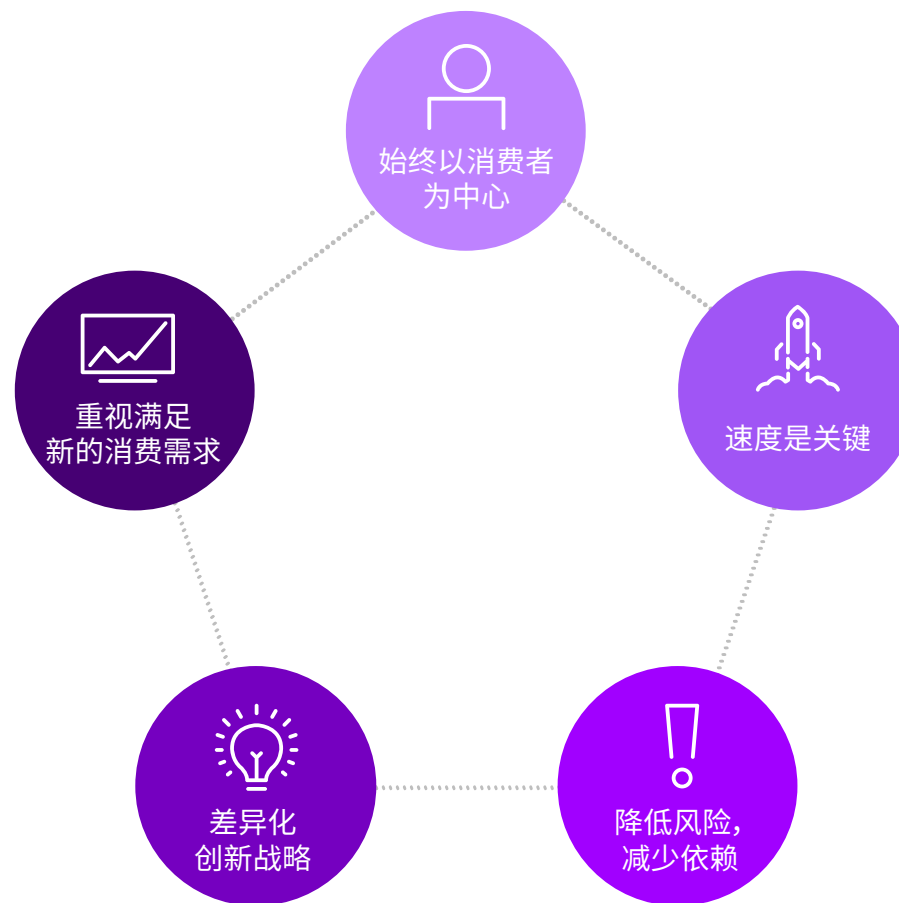 始终以消费者
为中心
速度是关键
降低风险，
减少依赖
差异化
创新战略
重视满足
新的消费需求